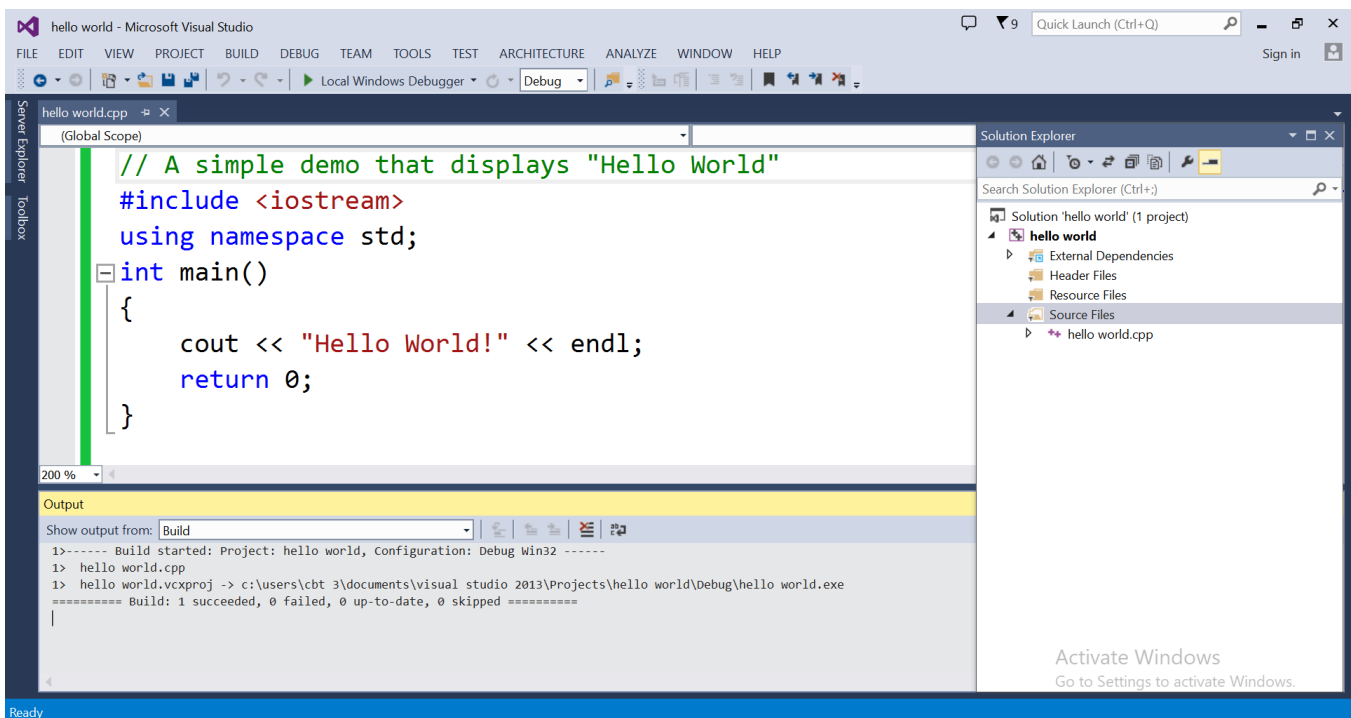 hello world - Microsoft Visual Studio
9
Quick Launch (Ctrl+Q)
FILE EDIT VIEW PROJECT BUILD DEBUG TEAM TOOLS TEST ARCHITECTURE ANALYZE WINDOW HELP
Sign in
Local Windows Debugger
Debug
Server Explorer
Toolbox
hello world.cpp
(Global Scope)
// A simple demo that displays "Hello World"
#include <iostream>
using namespace std;
int main()
{
cout << "Hello World!" << endl;
return 0;
}
200 %
Output
Show output from: Build
1>------ Build started: Project: hello world, Configuration: Debug Win32 ------
1> hello world.cpp
1> hello world.vcxproj -> c:\users\cbt 3\documents\visual studio 2013\Projects\hello world\Debug\hello world.exe
========== Build: 1 succeeded, 0 failed, 0 up-to-date, 0 skipped ==========
Solution Explorer
Search Solution Explorer (Ctrl+;)
Solution 'hello world' (1 project)
hello world
External Dependencies
Header Files
Resource Files
Source Files
hello world.cpp
Activate Windows
Go to Settings to activate Windows.
Ready